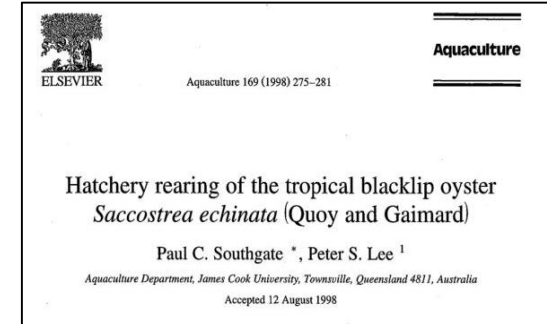 ELSEVIER
Aquaculture 169 (1998) 275–281
Aquaculture
Hatchery rearing of the tropical blacklip oyster
Saccostrea echinata (Quoy and Gaimard)
Paul C. Southgate *, Peter S. Lee 1
Aquaculture Department, James Cook University, Townsville, Queensland 4811, Australia
Accepted 12 August 1998